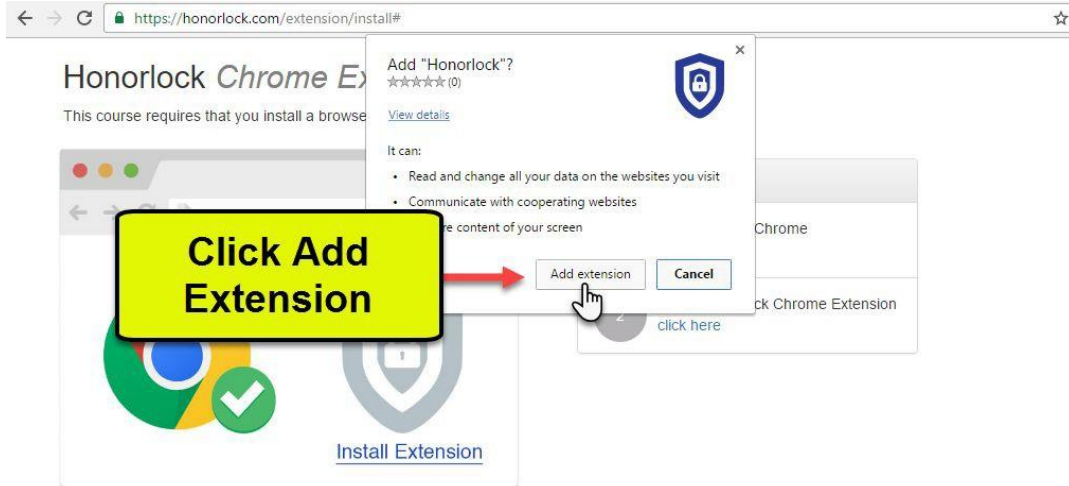 https://honorlock.com/extension/install#
Honorlock Chrome Ex
This course requires that you install a browse
Add "Honorlock"?
(0)
View details
It can:
• Read and change all your data on the websites you visit
• Communicate with cooperating websites
content of your screen
Add extension
Cancel
Click Add
Extension
Chrome
2
ck Chrome Extension
click here
Install Extension